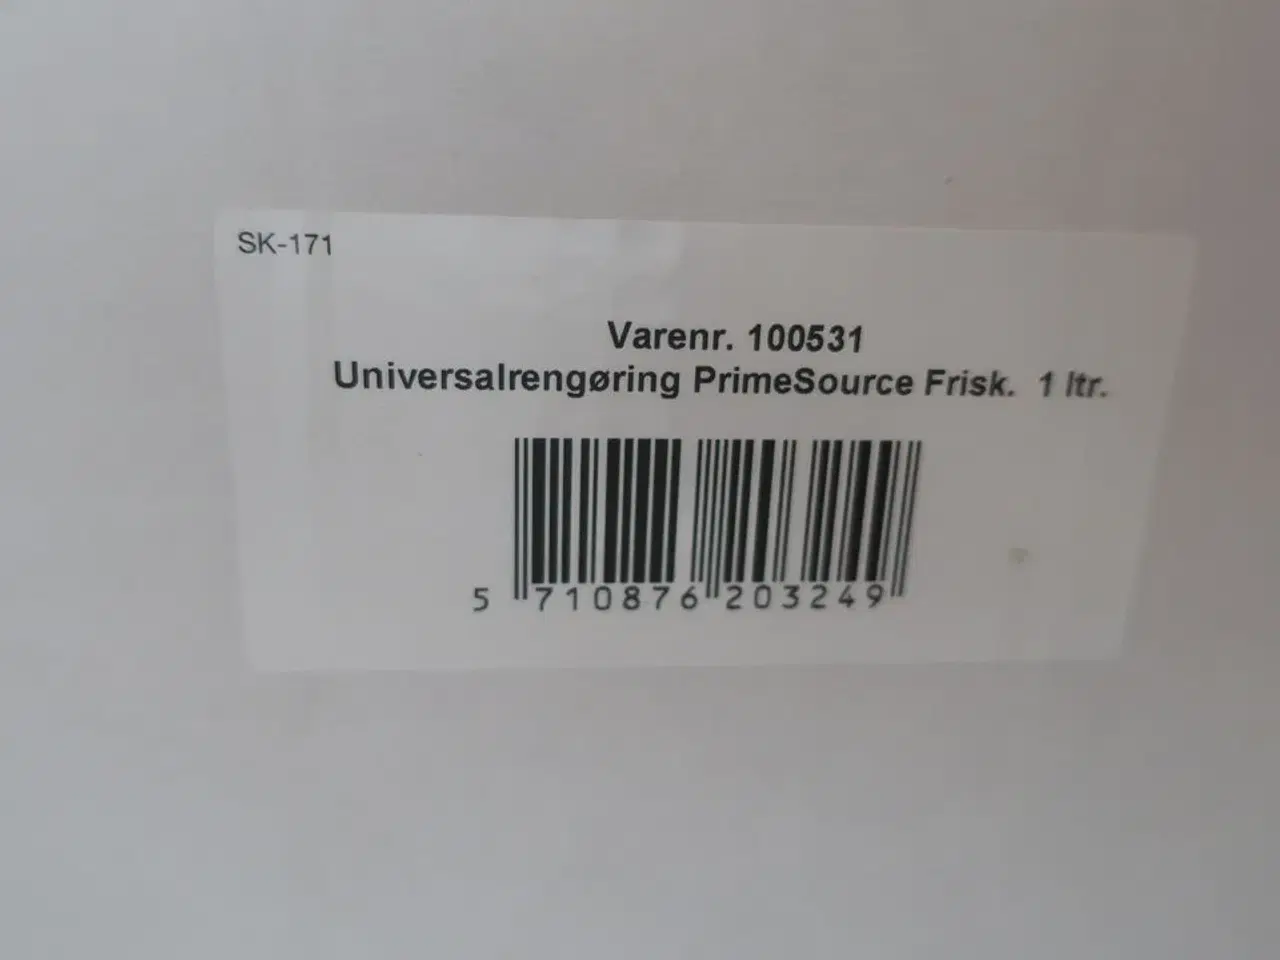 SK-171
Varenr. 100531
Universalrengøring PrimeSource Frisk. 1 ltr.
5 710876 203249